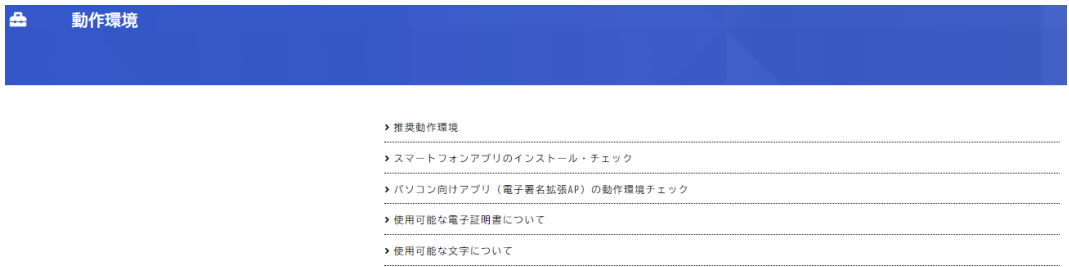 動作環境
推奨動作環境
スマートフォンアプリのインストール・チェック
パソコン向けアプリ（電子署名拡張AP）の動作環境チェック
使用可能な電子証明書について
使用可能な文字について